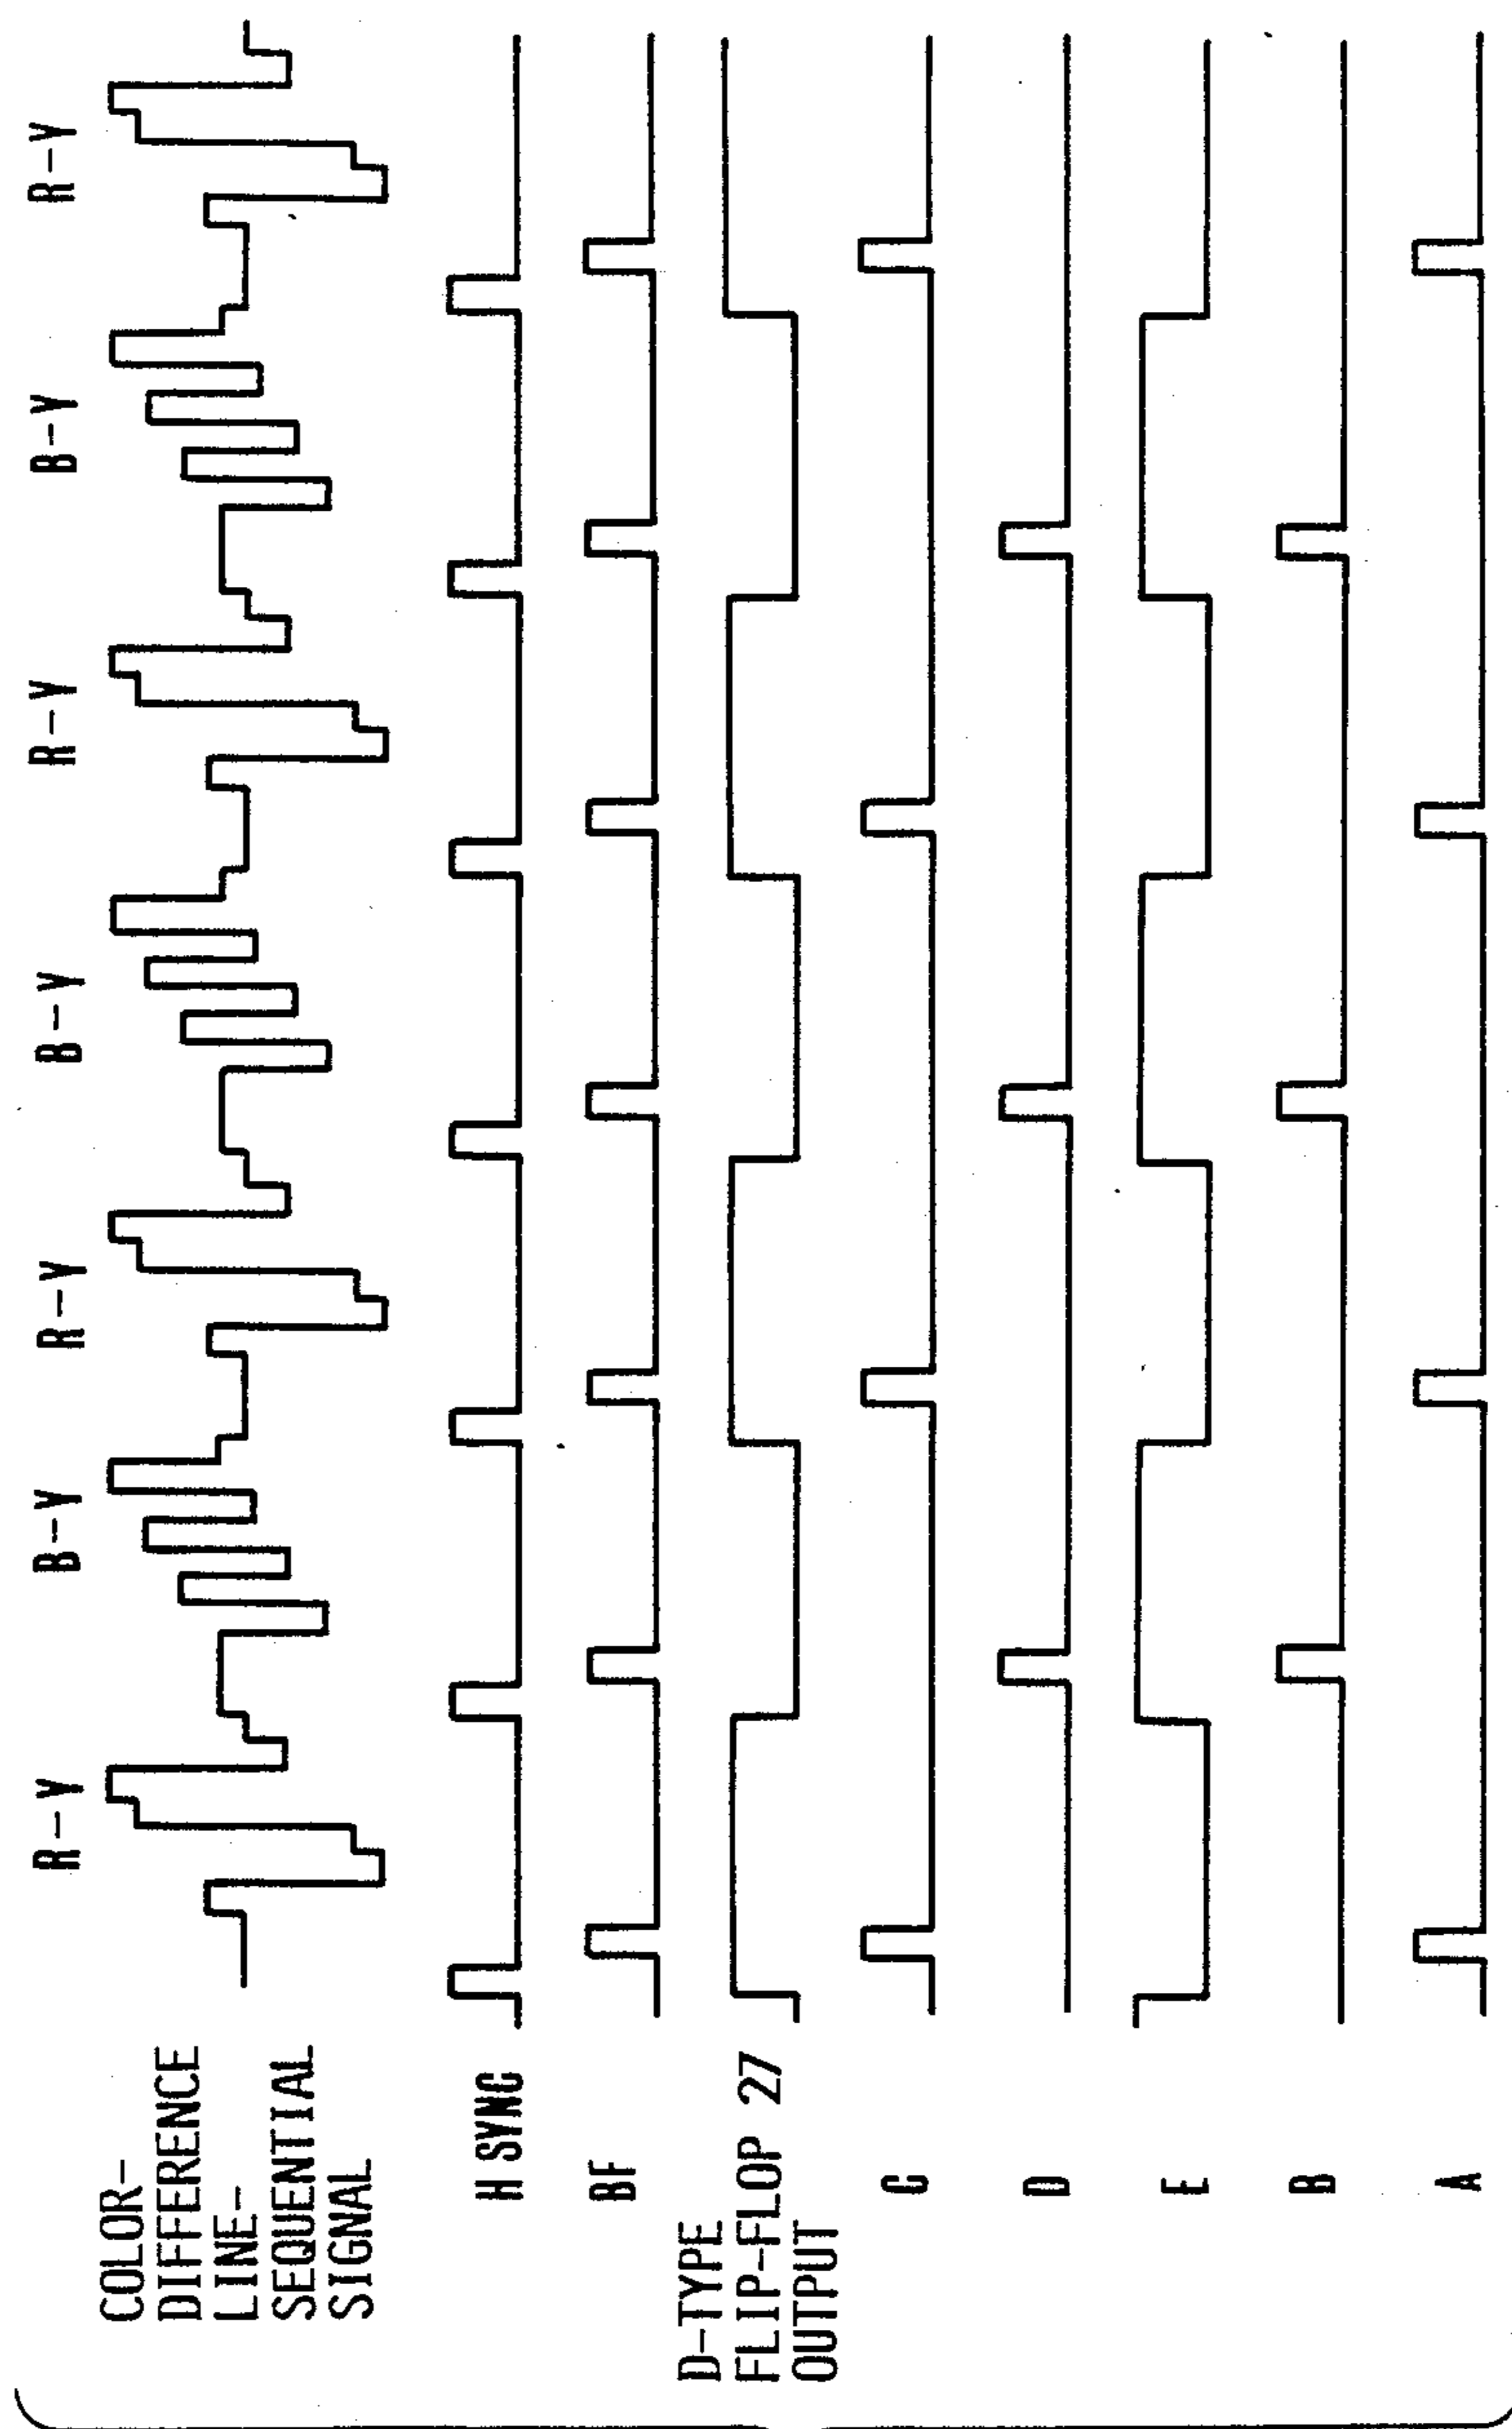 R-Y B-Y R-Y B-Y R-Y B-Y R-Y
COLOR-
DIFFERENCE
LINE-
SEQUENTIAL
SIGNAL
H SYNC
BF
D-TYPE
FLIP-FLOP 27
OUTPUT
C
D
E
B
A